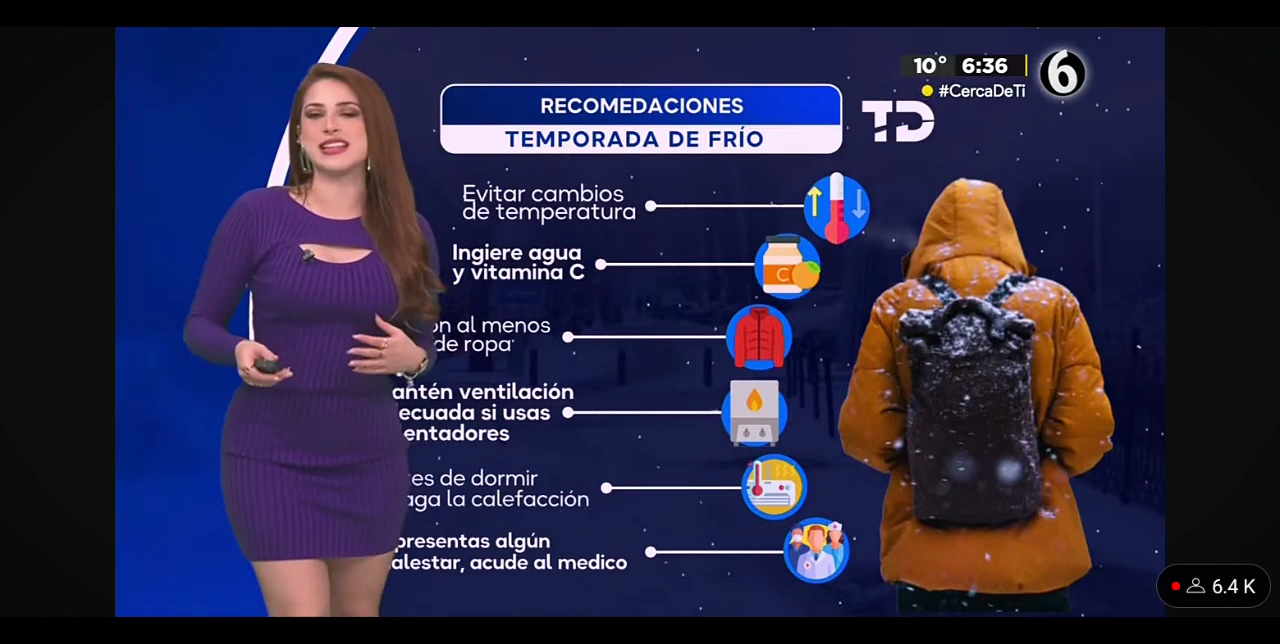 10° 6:36
6
#CercaDeTi
TD
RECOMEDACIONES
TEMPORADA DE FRÍO
Evitar cambios
de temperatura
Ingiere agua
y vitamina C
C
on al menos
de ropa
antén ventilación
ecuada si usas
entadores
es de dormir
aga la calefacción
presentas algún
alestar, acude al medico
6.4 K